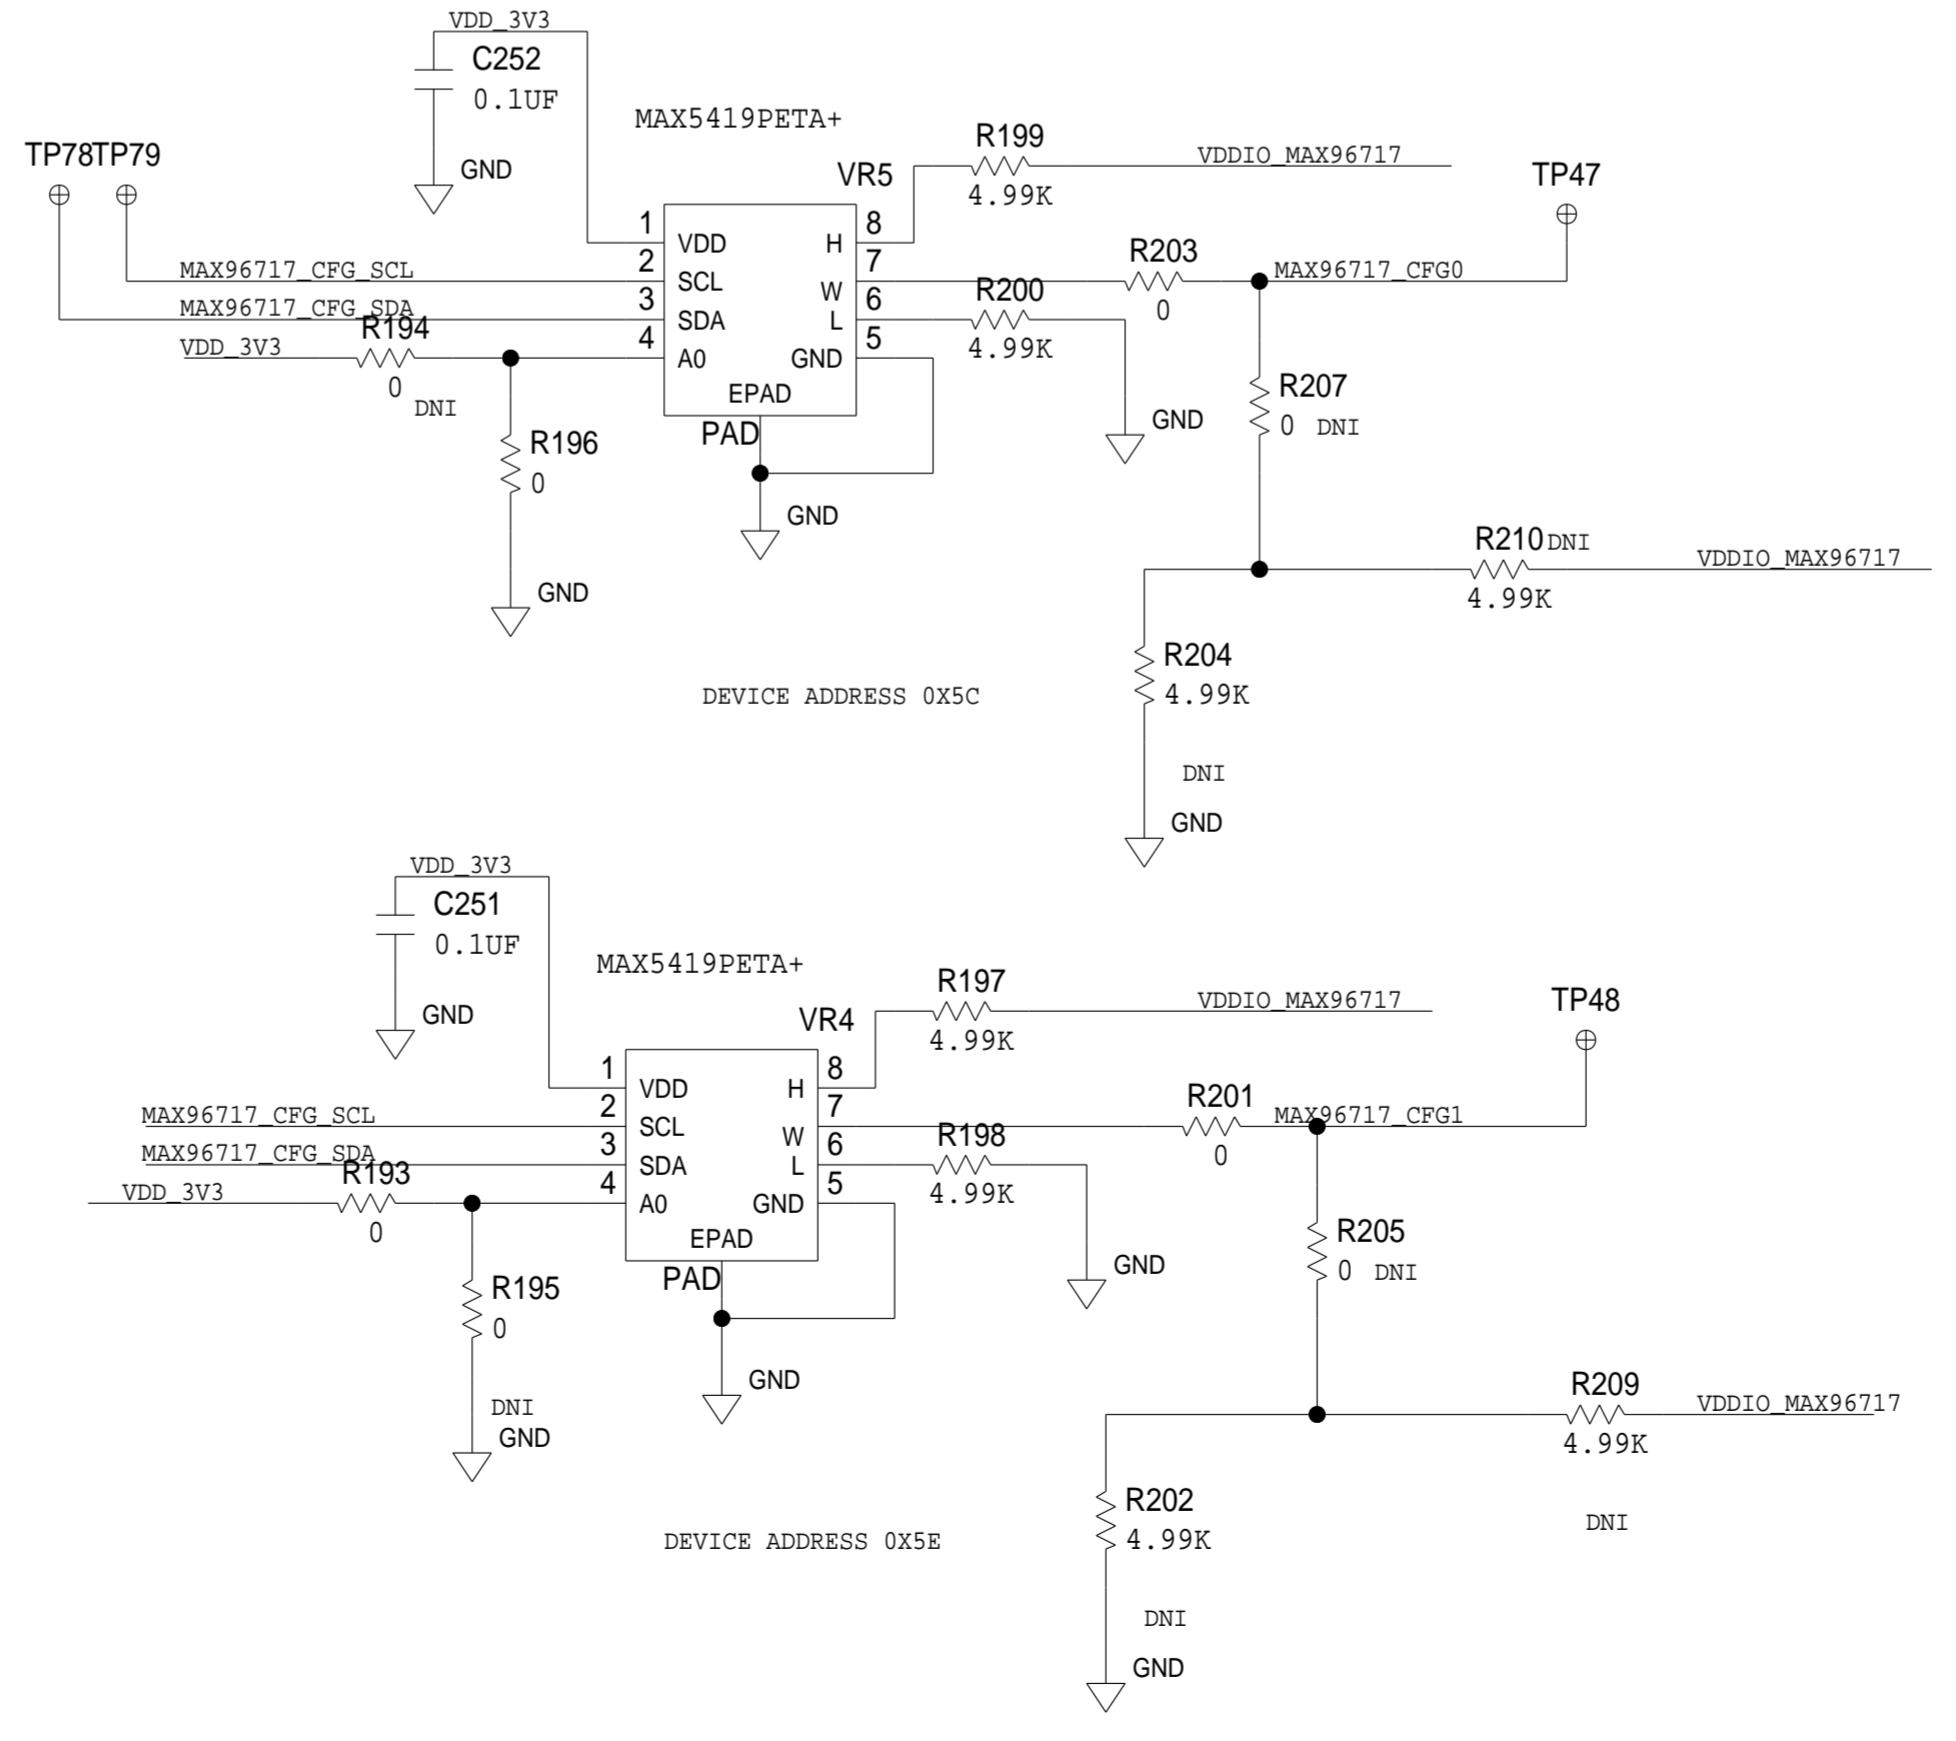 VDD_3V3
C252
0.1UF
GND
TP78 TP79
MAX5419PETA+
VR5
R199
4.99K
VDDIO_MAX96717
TP47
1 VDD H 8
2 SCL W 7
3 SDA L 6
4 A0 GND 5
EPAD
PAD
GND
MAX96717_CFG_SCL
MAX96717_CFG_SDA
VDD_3V3
R194
0
DNI
R196
0
GND
R203
0
MAX96717_CFG0
R200
4.99K
GND
R207
0 DNI
R210 DNI
4.99K
VDDIO_MAX96717
R204
4.99K
DNI
GND
DEVICE ADDRESS 0X5C
VDD_3V3
C251
0.1UF
GND
MAX5419PETA+
VR4
R197
4.99K
VDDIO_MAX96717
TP48
1 VDD H 8
2 SCL W 7
3 SDA L 6
4 A0 GND 5
EPAD
PAD
GND
MAX96717_CFG_SCL
MAX96717_CFG_SDA
VDD_3V3
R193
0
R195
0
DNI
GND
R201
0
MAX96717_CFG1
R198
4.99K
GND
R205
0 DNI
R209
4.99K
VDDIO_MAX96717
DNI
R202
4.99K
DNI
GND
DEVICE ADDRESS 0X5E